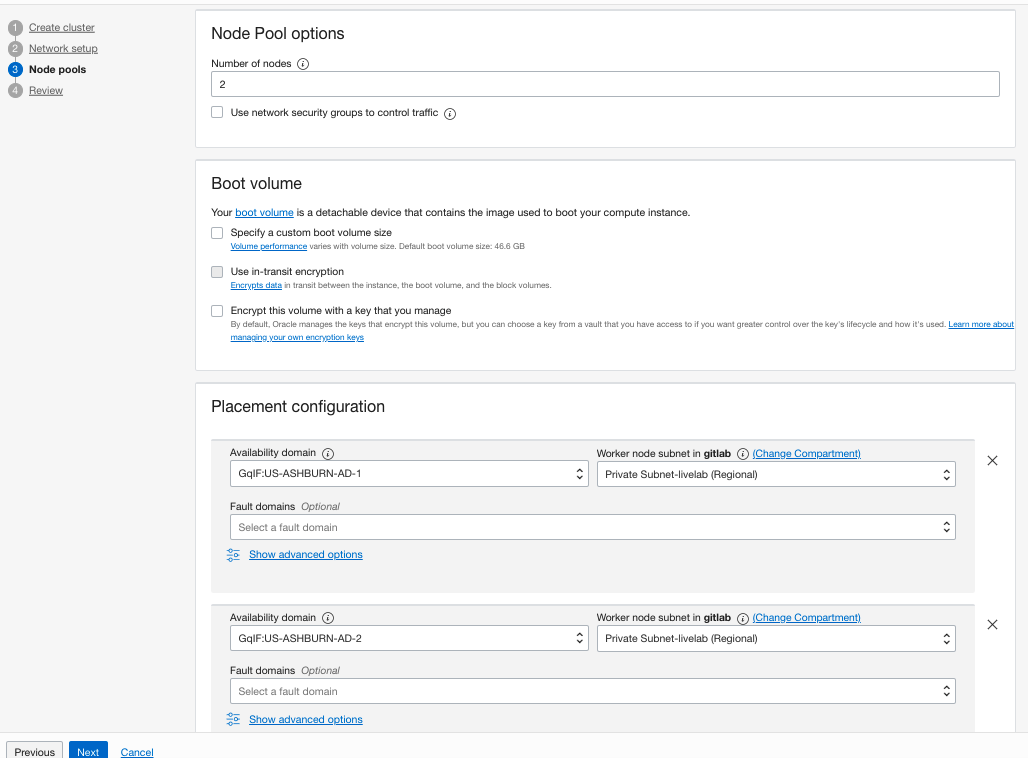 1 Create cluster
2 Network setup
3 Node pools
4 Review
Node Pool options
Number of nodes i
2
Use network security groups to control traffic i
Boot volume
Your boot volume is a detachable device that contains the image used to boot your compute instance.
Specify a custom boot volume size
Volume performance varies with volume size. Default boot volume size: 46.6 GB
Use in-transit encryption
Encrypts data in transit between the instance, the boot volume, and the block volumes.
Encrypt this volume with a key that you manage
By default, Oracle manages the keys that encrypt this volume, but you can choose a key from a vault that you have access to if you want greater control over the key's lifecycle and how it's used. Learn more about
managing your own encryption keys
Placement configuration
Availability domain i Worker node subnet in gitlab i (Change Compartment)
GqIF:US-ASHBURN-AD-1 Private Subnet-livelab (Regional)
Fault domains Optional
Select a fault domain
Show advanced options
Availability domain i Worker node subnet in gitlab i (Change Compartment)
GqIF:US-ASHBURN-AD-2 Private Subnet-livelab (Regional)
Fault domains Optional
Select a fault domain
Show advanced options
Previous Next Cancel